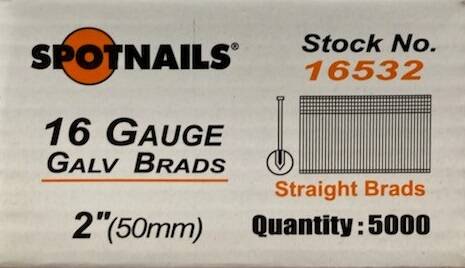 SPOTNAILS®
Stock No.
16532
16 GAUGE
GALV BRADS
Straight Brads
2"(50mm)
Quantity : 5000